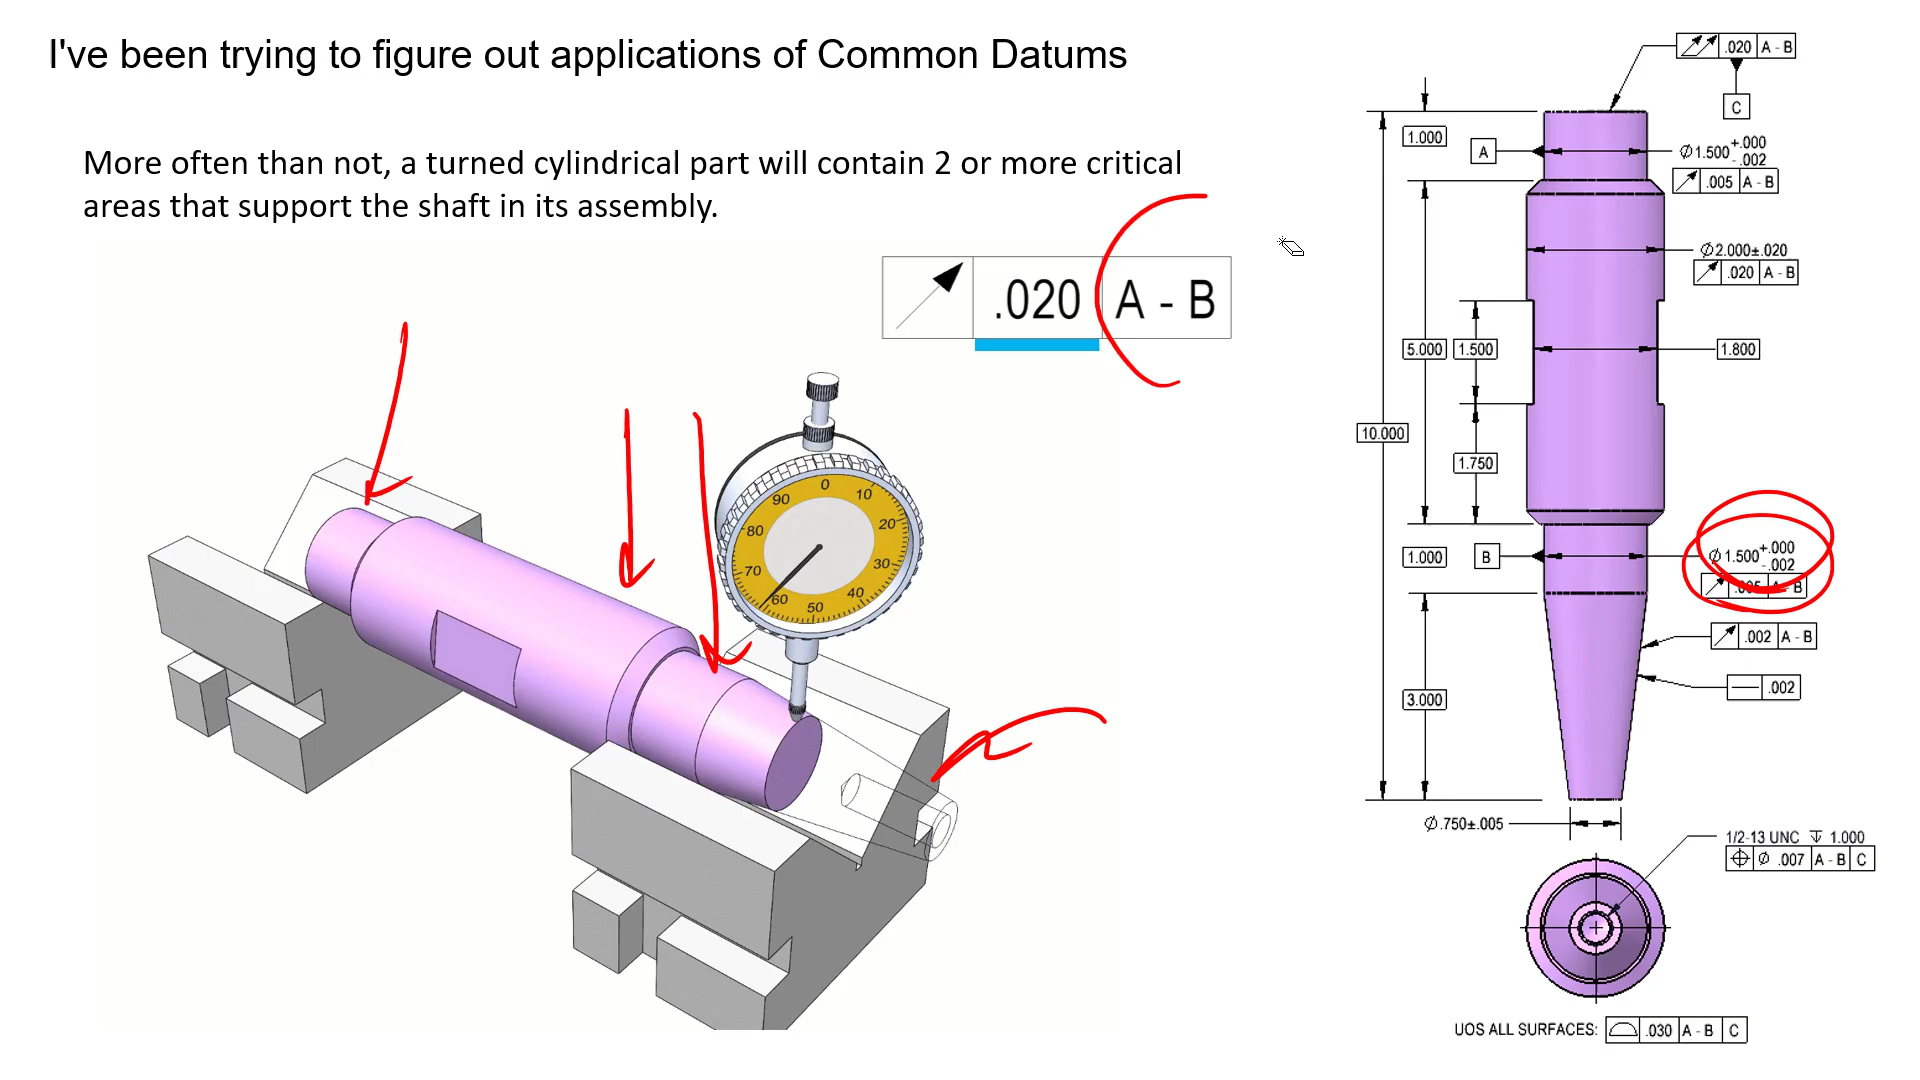 I've been trying to figure out applications of Common Datums
More often than not, a turned cylindrical part will contain 2 or more critical
areas that support the shaft in its assembly.
.020 A - B
0 10 20 30 40 50 60 70 80 90
.020 A - B
C
1.000
A
Ø1.500 +.000
-.002
.005 A - B
Ø2.000±.020
.020 A - B
5.000 1.500 1.800
10.000
1.750
1.000
B
Ø1.500 +.000
-.002
.005 A - B
.002 A - B
.002
3.000
Ø.750±.005
1/2-13 UNC ↧ 1.000
⌖ Ø .007 A - B C
UOS ALL SURFACES: ⌓ .030 A - B C